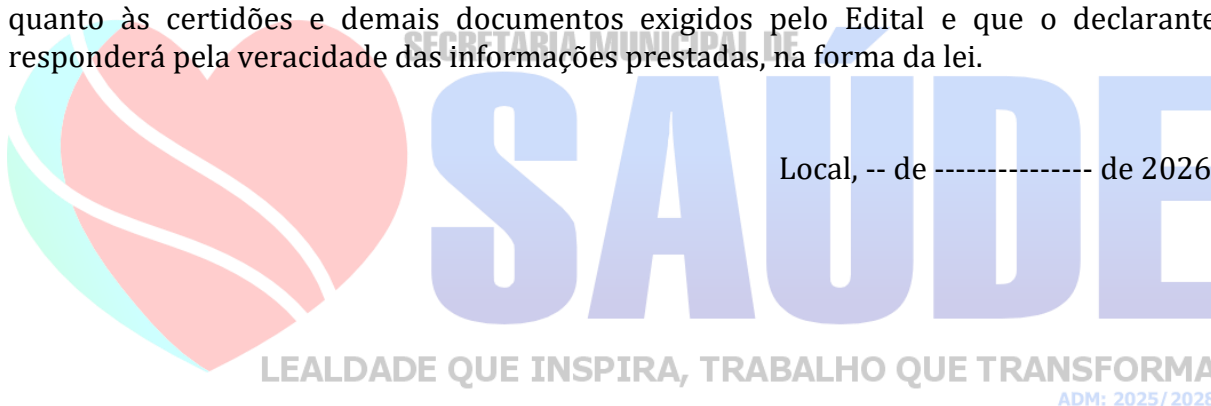 quanto às certidões e demais documentos exigidos pelo Edital e que o declarante
SECRETARIA MUNICIPAL DE
responderá pela veracidade das informações prestadas, na forma da lei.
SAÚDE
Local, -- de --------------- de 2026
LEALDADE QUE INSPIRA, TRABALHO QUE TRANSFORMA
ADM: 2025/2028